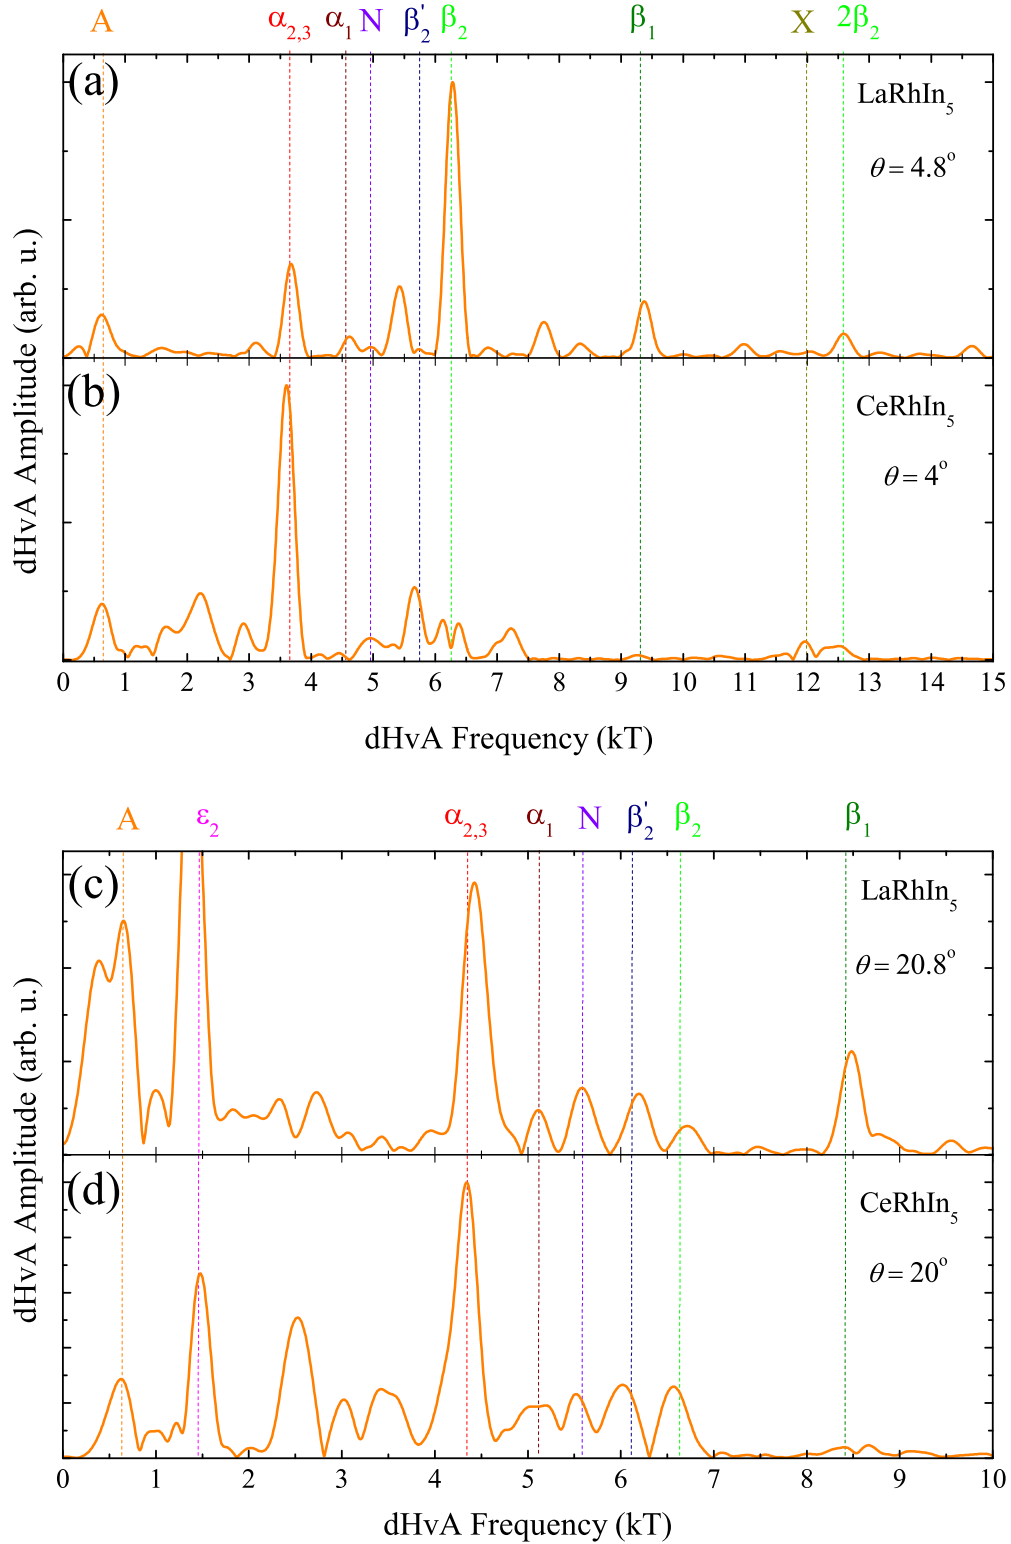 A α2,3 α1 N β2' β2 β1 X 2β2
(a) LaRhIn5
θ = 4.8°
(b) CeRhIn5
θ = 4°
dHvA Amplitude (arb. u.)
0 1 2 3 4 5 6 7 8 9 10 11 12 13 14 15
dHvA Frequency (kT)
A ε2 α2,3 α1 N β2' β2 β1
(c) LaRhIn5
θ = 20.8°
(d) CeRhIn5
θ = 20°
dHvA Amplitude (arb. u.)
0 1 2 3 4 5 6 7 8 9 10
dHvA Frequency (kT)